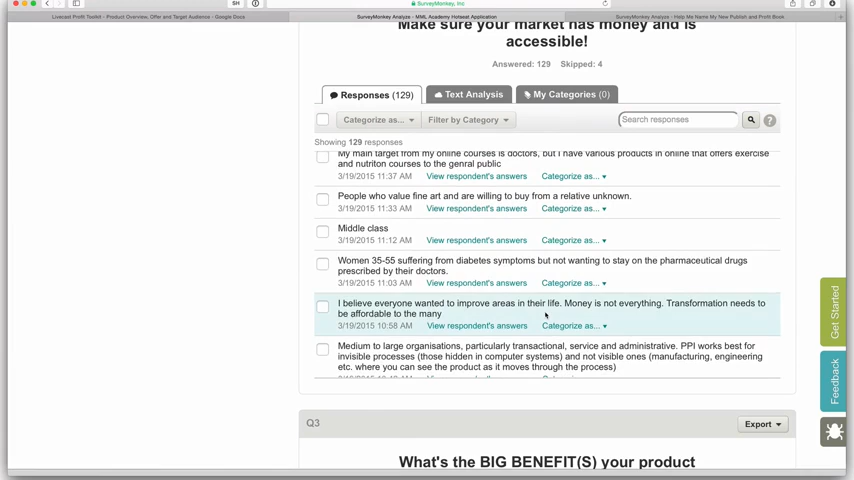 SurveyMonkey, Inc
Livecast Profit Toolkit - Product Overview, Offer and Target Audience - Google Docs
SurveyMonkey Analyze - MML Academy Hotseat Application
SurveyMonkey Analyze - Help Me Name My New Publish and Profit Book
Make sure your market has money and is
accessible!
Answered: 129 Skipped: 4
Responses (129)
Text Analysis
My Categories (0)
Categorize as...
Filter by Category
Search responses
?
Showing 129 responses
My main target from my online courses is doctors, but I have various products in online that offers exercise
and nutriton courses to the genral public
3/19/2015 11:37 AM View respondent's answers Categorize as...
People who value fine art and are willing to buy from a relative unknown.
3/19/2015 11:33 AM View respondent's answers Categorize as...
Middle class
3/19/2015 11:12 AM View respondent's answers Categorize as...
Women 35-55 suffering from diabetes symptoms but not wanting to stay on the pharmaceutical drugs
prescribed by their doctors.
3/19/2015 11:03 AM View respondent's answers Categorize as...
I believe everyone wanted to improve areas in their life. Money is not everything. Transformation needs to
be affordable to the many
3/19/2015 10:58 AM View respondent's answers Categorize as...
Medium to large organisations, particularly transactional, service and administrative. PPI works best for
invisible processes (those hidden in computer systems) and not visible ones (manufacturing, engineering
etc. where you can see the product as it moves through the process)
Get Started
Feedback
Q3
Export
What's the BIG BENEFIT(S) your product